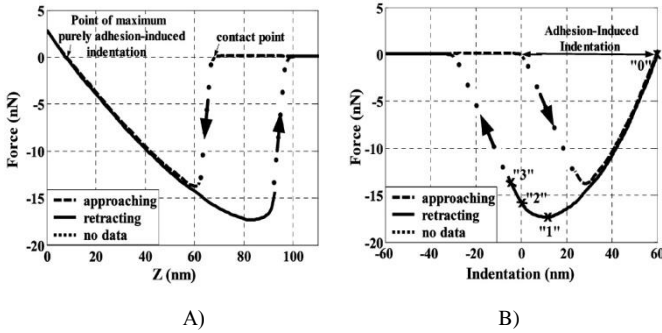 Point of maximum
purely adhesion-induced
indentation
contact point
5
0
-5
-10
-15
-20
Force (nN)
approaching
retracting
no data
0 20 40 60 80 100
Z (nm)
A)
Adhesion-Induced
Indentation
"0"
"3"
"2"
"1"
5
0
-5
-10
-15
-20
Force (nN)
approaching
retracting
no data
-60 -40 -20 0 20 40 60
Indentation (nm)
B)